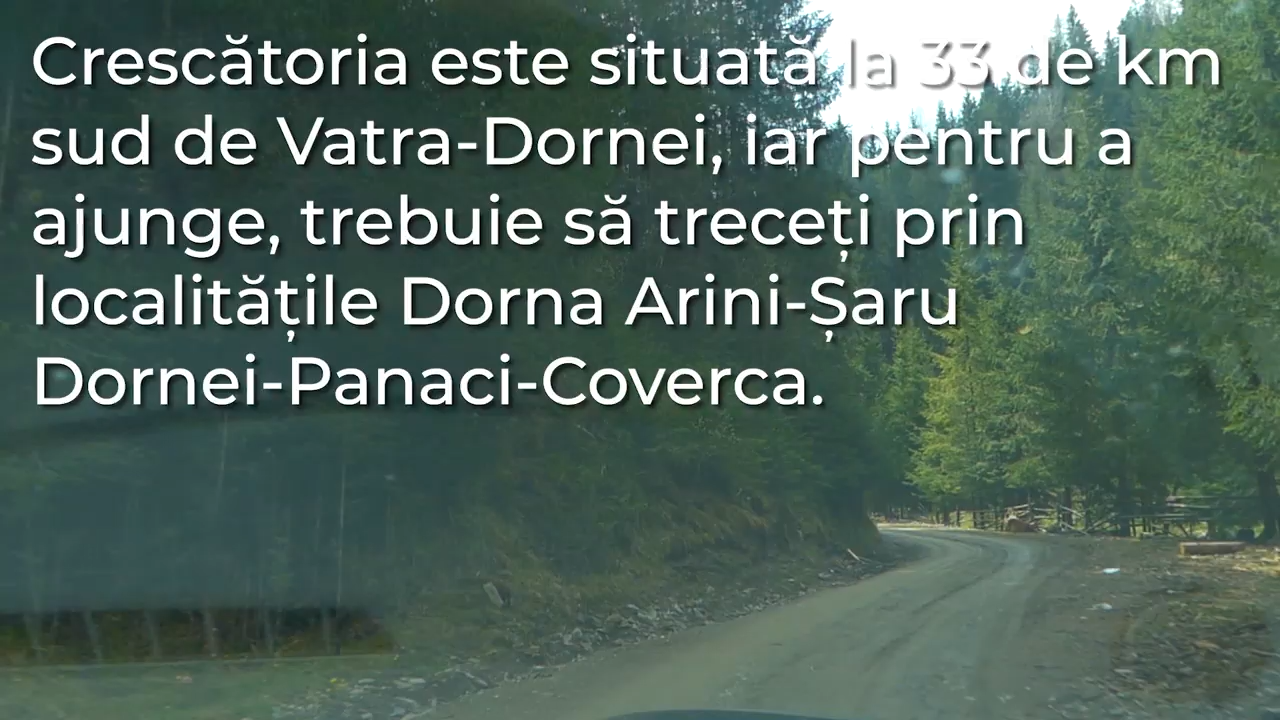 Crescătoria este situată la 33 de km
sud de Vatra-Dornei, iar pentru a
ajunge, trebuie să treceți prin
localitățile Dorna Arini-Șaru
Dornei-Panaci-Coverca.